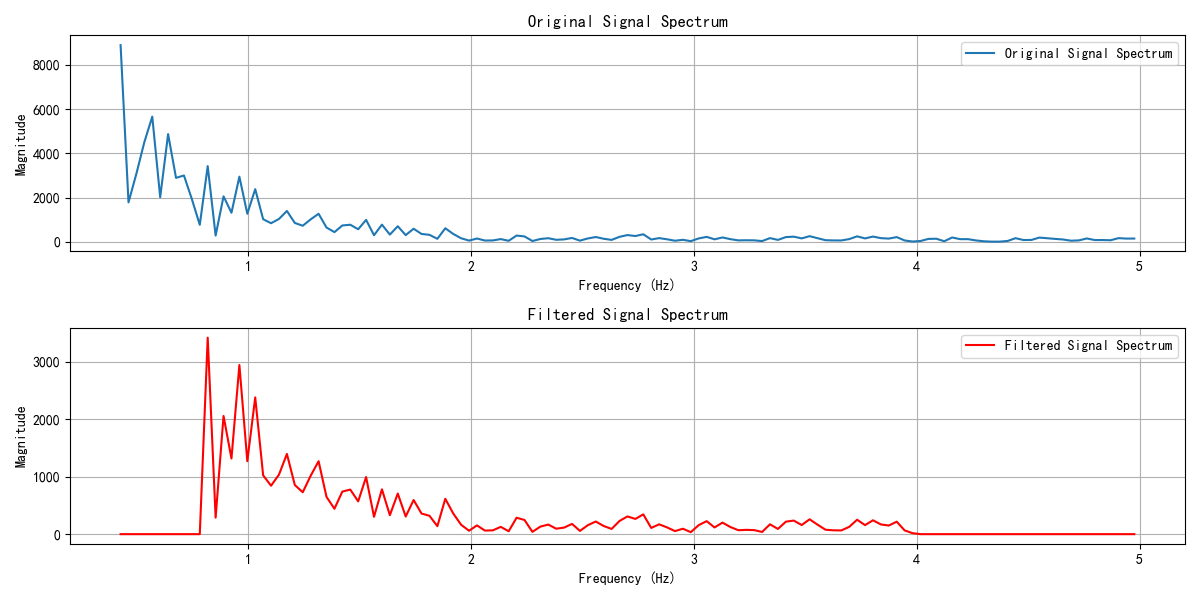 Original Signal Spectrum
Original Signal Spectrum
8000
6000
4000
2000
0
Magnitude
1
2
3
4
5
Frequency (Hz)
Filtered Signal Spectrum
Filtered Signal Spectrum
3000
2000
1000
0
Magnitude
1
2
3
4
5
Frequency (Hz)